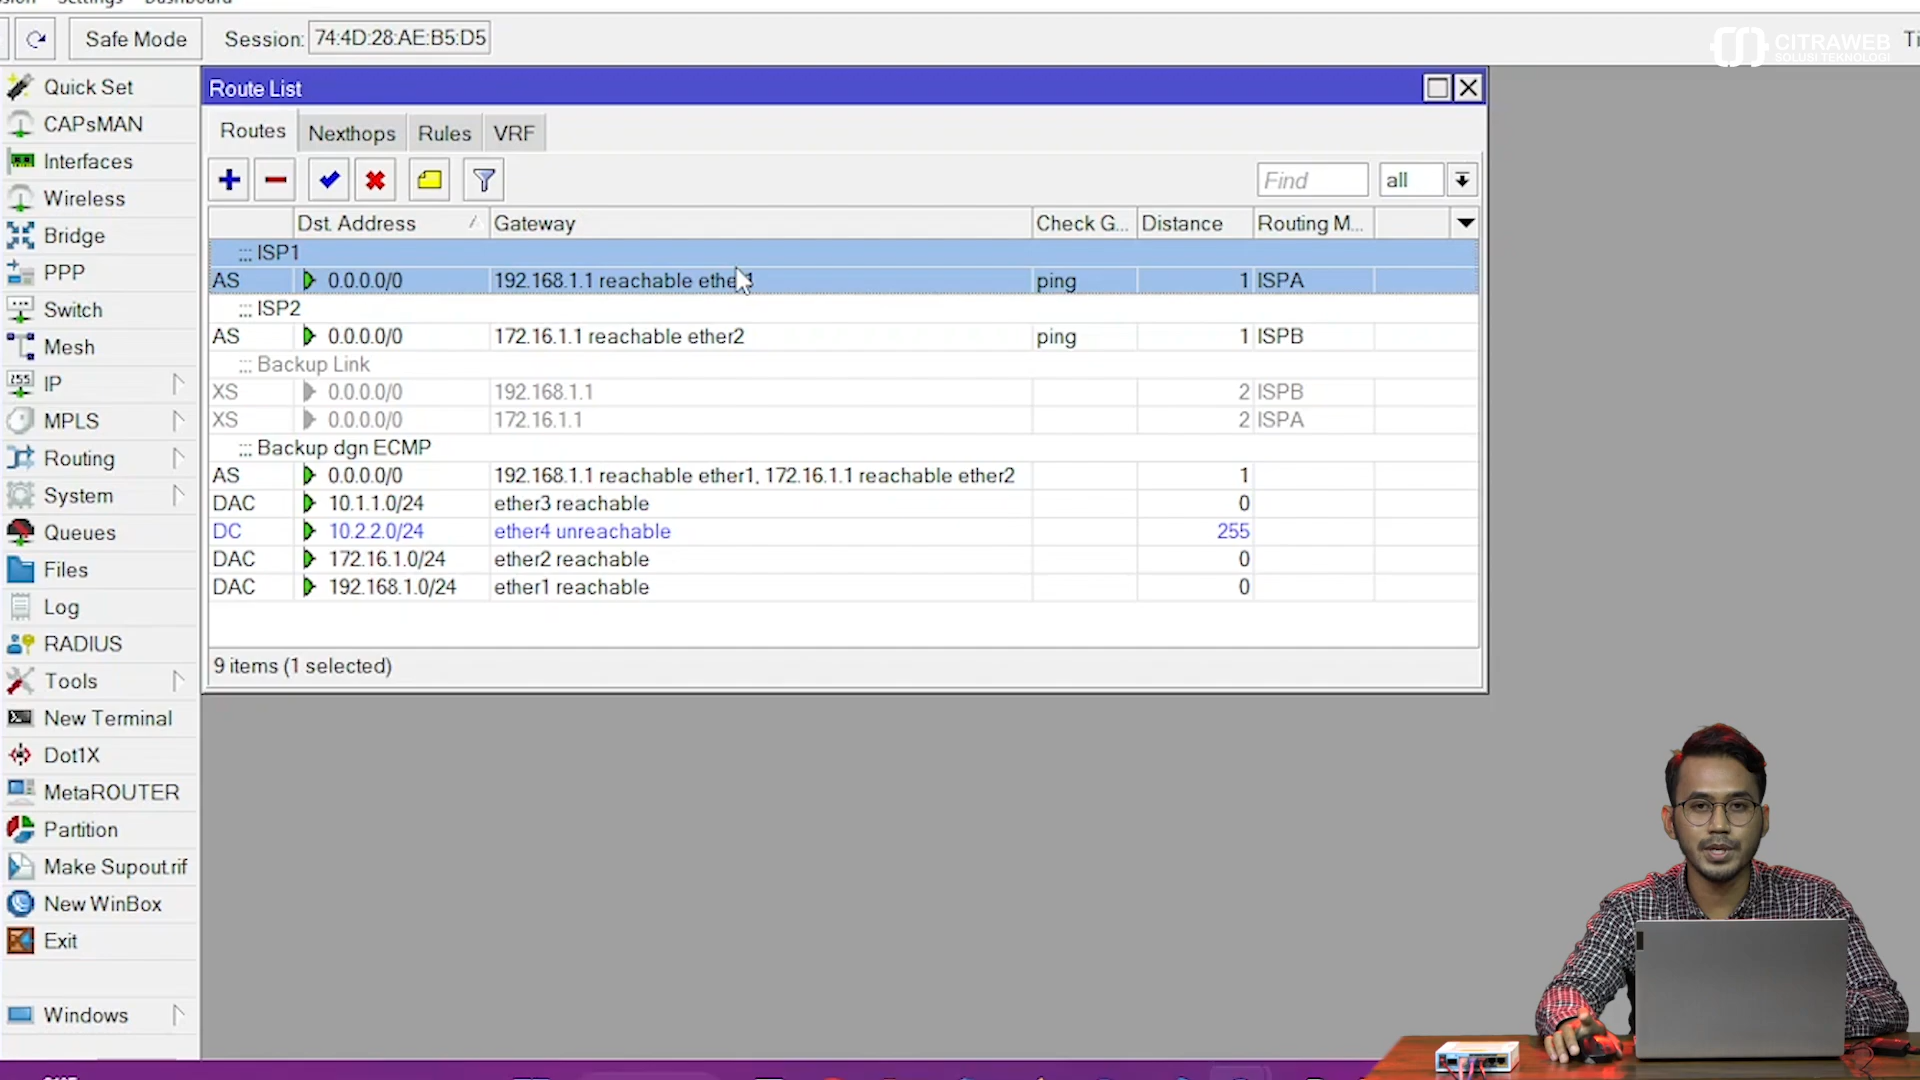 Settings Dashboard
Safe Mode Session: 74:4D:28:AE:B5:D5
CITRAWEB
SOLUSI TEKNOLOGI
Quick Set
CAPsMAN
Interfaces
Wireless
Bridge
PPP
Switch
Mesh
IP
MPLS
Routing
System
Queues
Files
Log
RADIUS
Tools
New Terminal
Dot1X
MetaROUTER
Partition
Make Supout.rif
New WinBox
Exit
Windows
Route List
Routes Nexthops Rules VRF
Find all
Dst. Address Gateway Check G... Distance Routing M...
::: ISP1
AS 0.0.0.0/0 192.168.1.1 reachable 1 ISPA ping
::: ISP2
AS 0.0.0.0/0 172.16.1.1 reachable ether2 ping 1 ISPB
::: Backup Link
XS 0.0.0.0/0 192.168.1.1 2 ISPB
XS 0.0.0.0/0 172.16.1.1 2 ISPA
::: Backup dgn ECMP
AS 0.0.0.0/0 192.168.1.1 reachable ether1, 172.16.1.1 reachable ether2 1
DAC 10.1.1.0/24 ether3 reachable 0
DC 10.2.2.0/24 ether4 unreachable 255
DAC 172.16.1.0/24 ether2 reachable 0
DAC 192.168.1.0/24 ether1 reachable 0
9 items (1 selected)